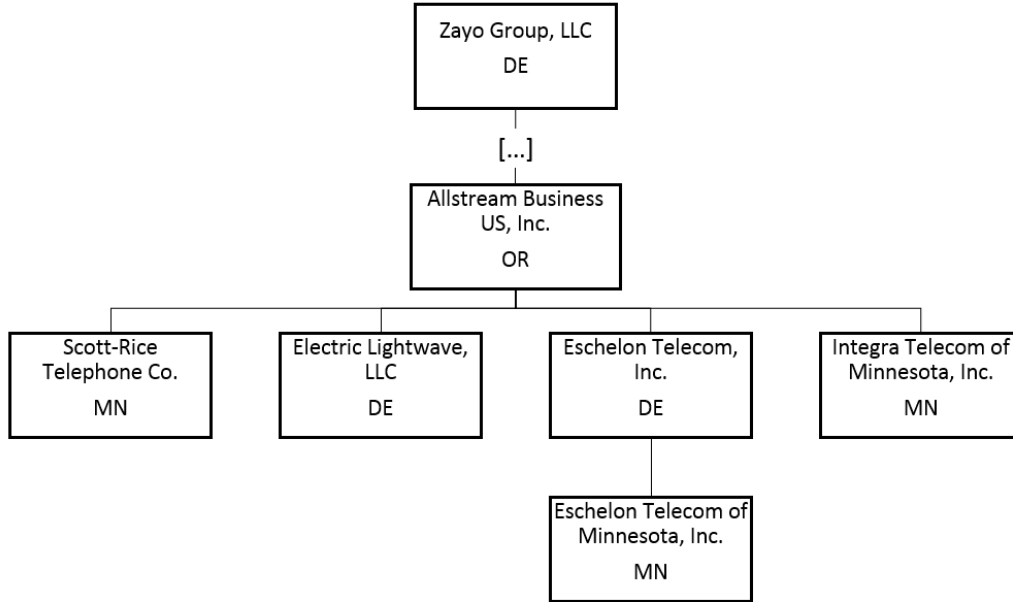 Zayo Group, LLC
DE
[...]
Allstream Business
US, Inc.
OR
Scott-Rice
Telephone Co.
MN
Electric Lightwave,
LLC
DE
Eschelon Telecom,
Inc.
DE
Integra Telecom of
Minnesota, Inc.
MN
Eschelon Telecom of
Minnesota, Inc.
MN